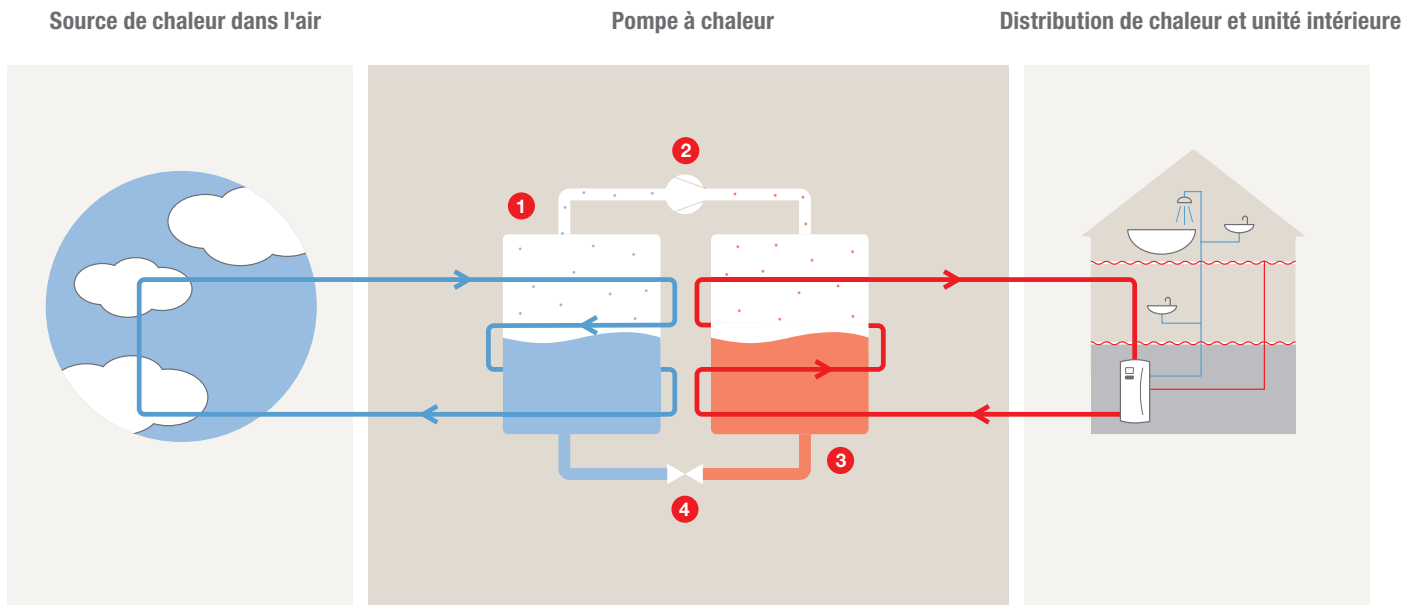 Source de chaleur dans l'air
Pompe à chaleur
Distribution de chaleur et unité intérieure
2
1
3
4